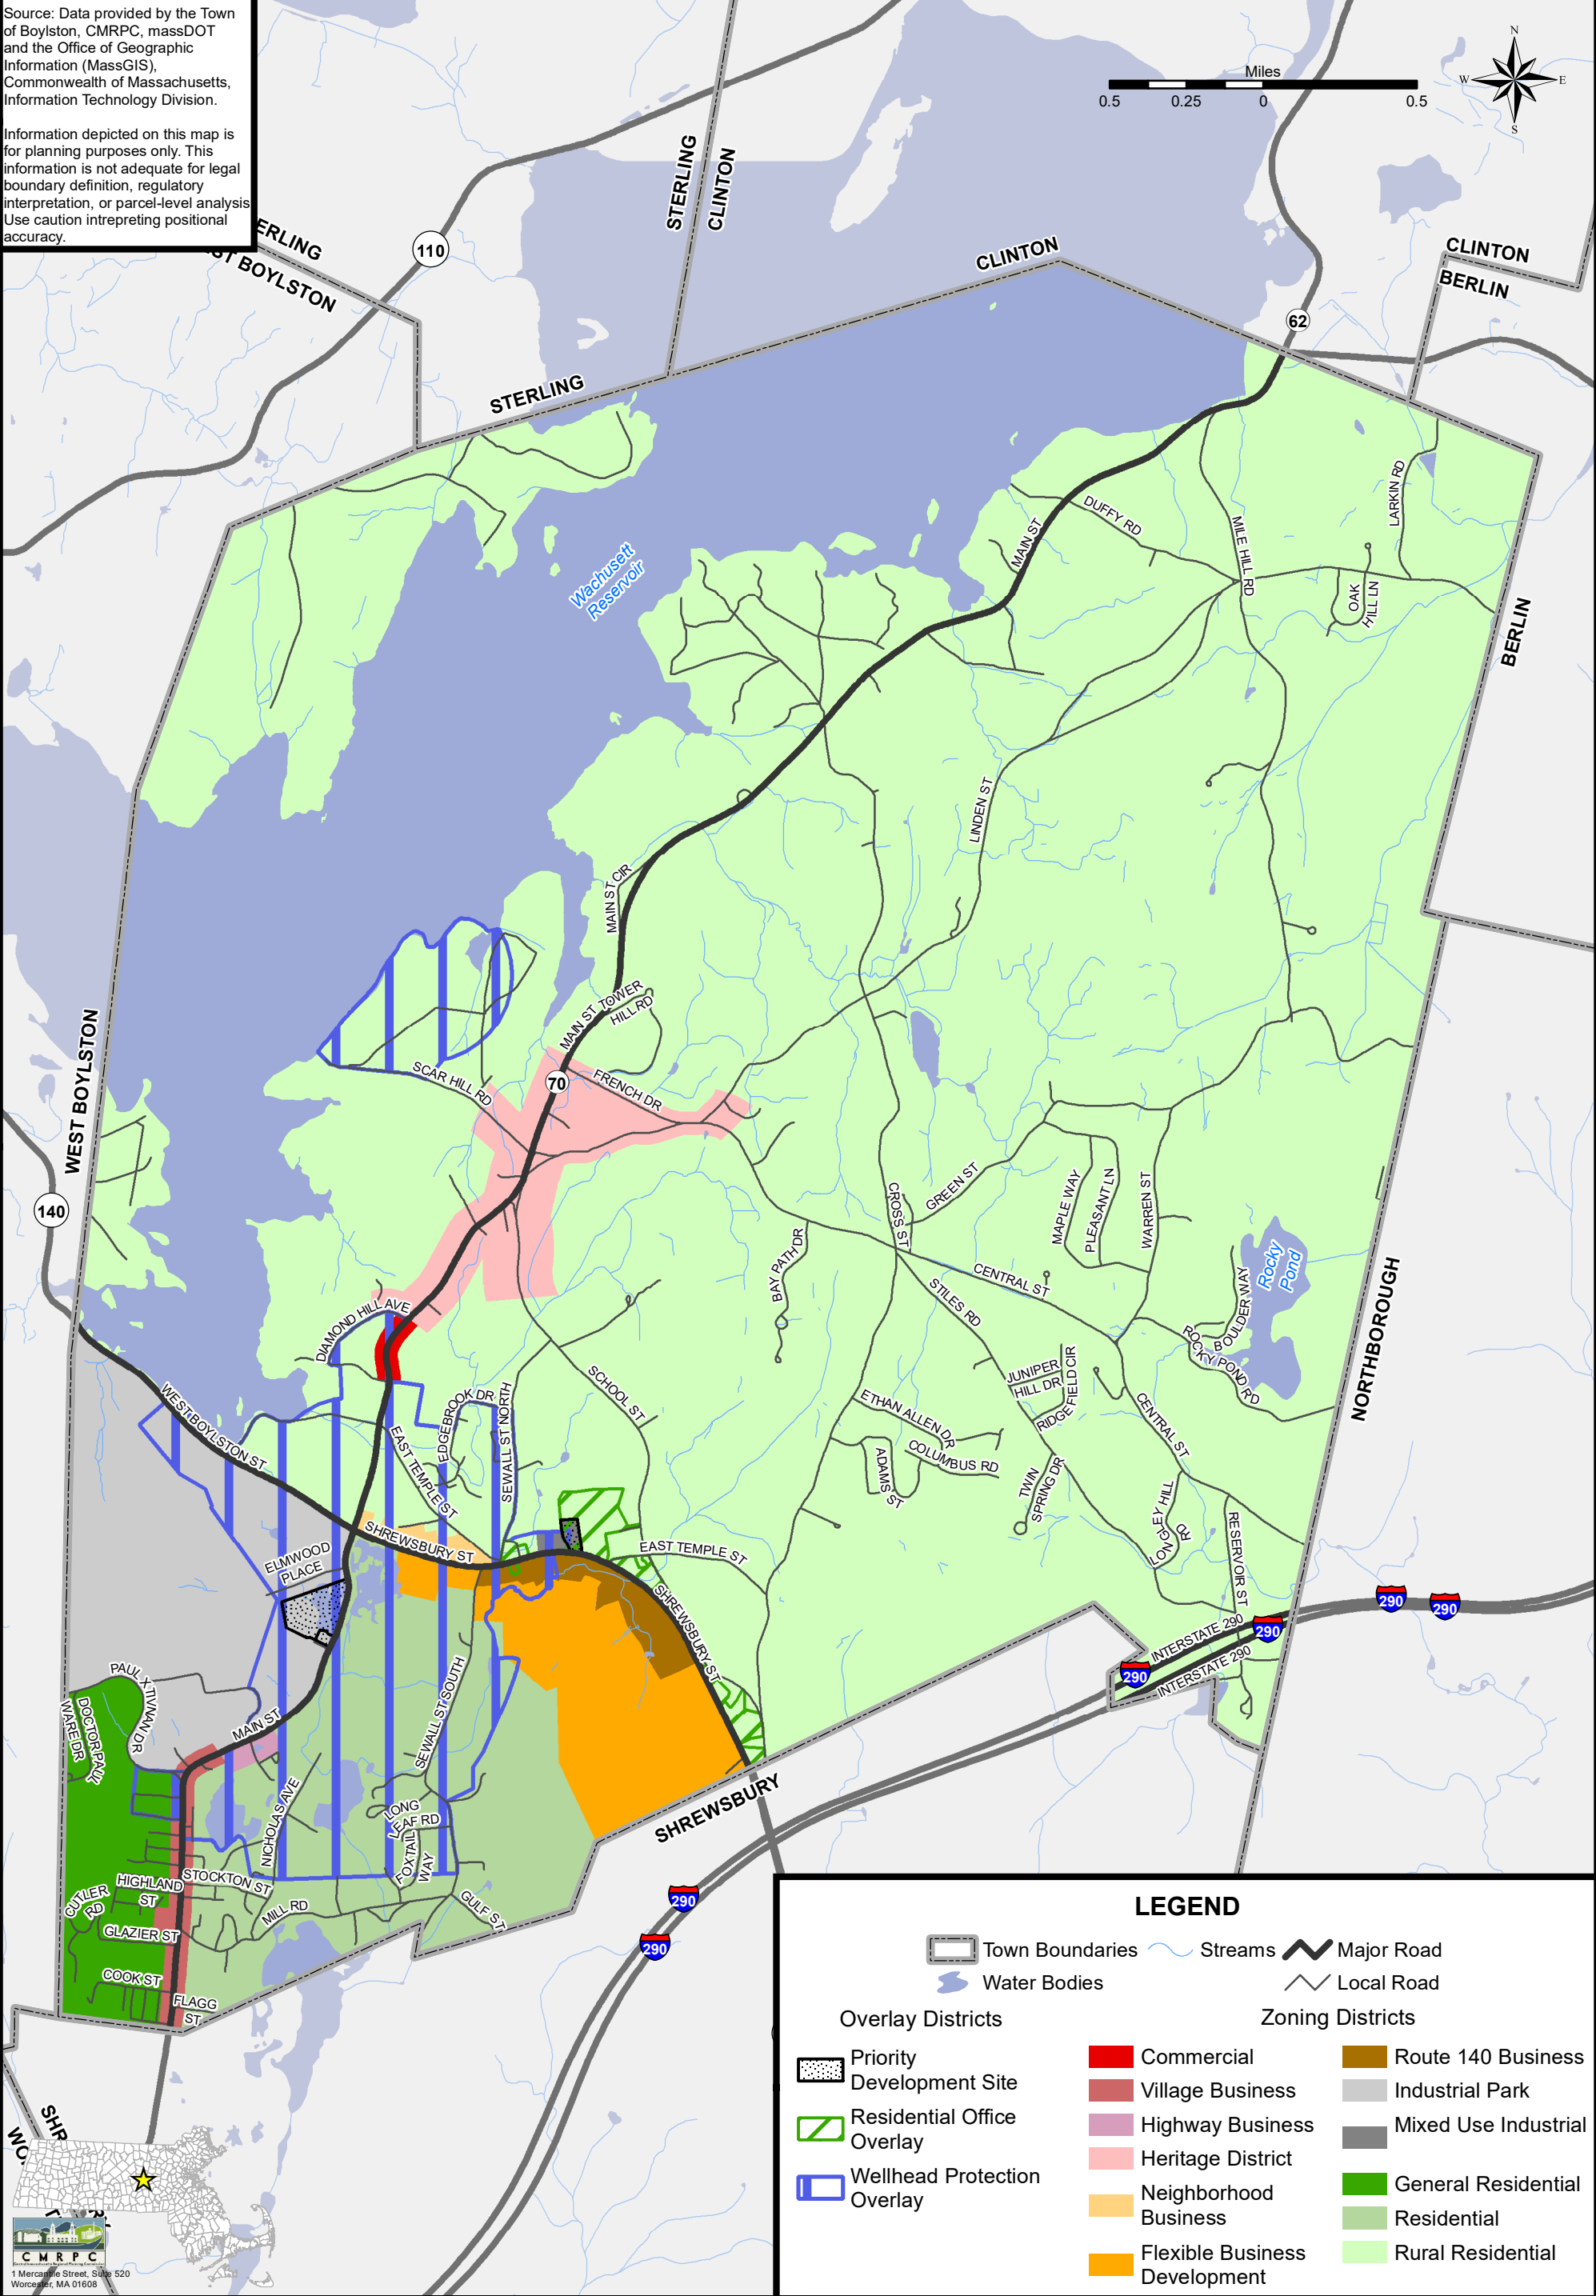 Source: Data provided by the Town
of Boylston, CMRPC, massDOT
and the Office of Geographic
Information (MassGIS),
Commonwealth of Massachusetts,
Information Technology Division.
Information depicted on this map is
for planning purposes only. This
information is not adequate for legal
boundary definition, regulatory
interpretation, or parcel-level analysis
Use caution intrepreting positional
accuracy.
Miles
0.5 0.25 0 0.5
N
W E
S
STERLING
CLINTON
ERLING
ST BOYLSTON
110
CLINTON
CLINTON
BERLIN
62
STERLING
LARKIN RD
DUFFY RD
MAIN ST
MILE HILL RD
OAK
HILL LN
Wachusett
Reservoir
BERLIN
LINDEN ST
MAIN ST CIR
MAIN ST
TOWER
HILL RD
WEST BOYLSTON
SCAR HILL RD
70
FRENCH DR
140
CROSS ST
GREEN ST
MAPLE WAY
PLEASANT LN
WARREN ST
BAY PATH DR
CENTRAL ST
STILES RD
BOULDER WAY
Rocky
Pond
ROCKY POND RD
NORTHBOROUGH
DIAMOND HILL AVE
JUNIPER
HILL DR
RIDGEFIELD CIR
SCHOOL ST
ETHAN ALLEN DR
COLUMBUS RD
ADAMS ST
TWIN
SPRING DR
CENTRAL ST
LONGLEY HILL
RD
RESERVOIR ST
WEST BOYLSTON ST
EDGEBROOK DR
EAST TEMPLE ST
SEWALL ST NORTH
SHREWSBURY ST
ELMWOOD
PLACE
EAST TEMPLE ST
SHREWSBURY ST
INTERSTATE 290
INTERSTATE 290
290
290
290
290
PAUL X TIVNAN DR
DOCTOR PAUL
WARE DR
MAIN ST
SEWALL ST SOUTH
NICHOLAS AVE
LONG
LEAF RD
FOXTAIL
WAY
SHREWSBURY
HIGHLAND
ST
STOCKTON ST
CUTLER
RD
MILL RD
GULF ST
GLAZIER ST
COOK ST
FLAGG
ST
290
290
SHR
WO
LEGEND
Town Boundaries Streams Major Road
Water Bodies Local Road
Overlay Districts
Priority
Development Site
Residential Office
Overlay
Wellhead Protection
Overlay
Zoning Districts
Commercial
Village Business
Highway Business
Heritage District
Neighborhood
Business
Flexible Business
Development
Route 140 Business
Industrial Park
Mixed Use Industrial
General Residential
Residential
Rural Residential
CMRPC
1 Mercantile Street, Suite 520
Worcester, MA 01608